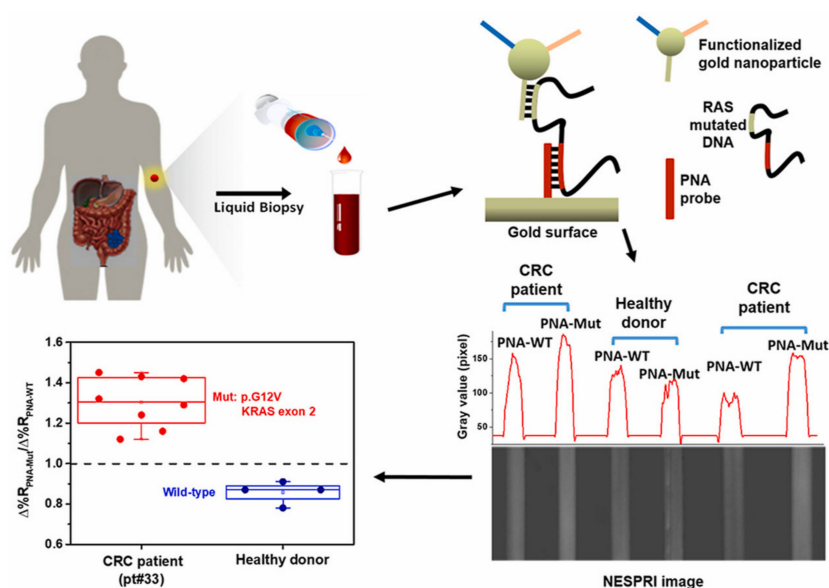 Liquid Biopsy
Functionalized
gold nanoparticle
RAS
mutated
DNA
PNA
probe
Gold surface
CRC
patient
Healthy
donor
CRC
patient
PNA-WT
PNA-Mut
PNA-WT
PNA-Mut
PNA-WT
PNA-Mut
Gray value (pixel)
150
100
50
NESPRI image
Δ%R_PNA-Mut/Δ%R_PNA-WT
1.6
1.4
1.2
1.0
0.8
0.6
Mut: p.G12V
KRAS exon 2
Wild-type
CRC patient
(pt#33)
Healthy donor